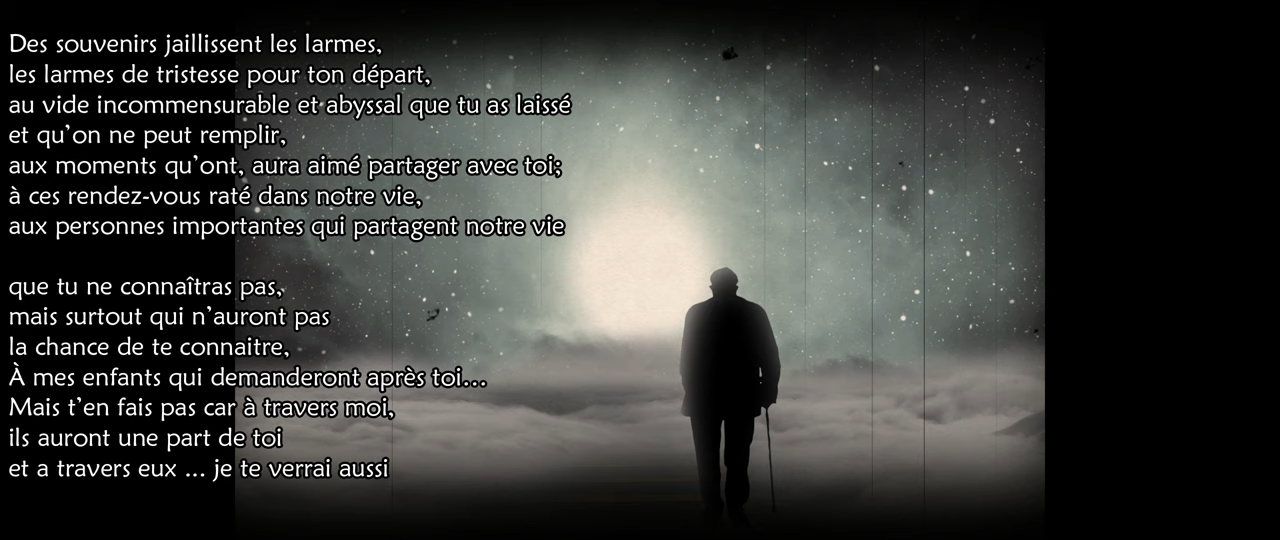 Des souvenirs jaillissent les larmes,
les larmes de tristesse pour ton départ,
au vide incommensurable et abyssal que tu as laissé
et qu'on ne peut remplir,
aux moments qu'ont, aura aimé partager avec toi;
à ces rendez-vous raté dans notre vie,
aux personnes importantes qui partagent notre vie
que tu ne connaîtras pas,
mais surtout qui n'auront pas
la chance de te connaitre,
À mes enfants qui demanderont après toi...
Mais t'en fais pas car à travers moi,
ils auront une part de toi
et a travers eux ... je te verrai aussi